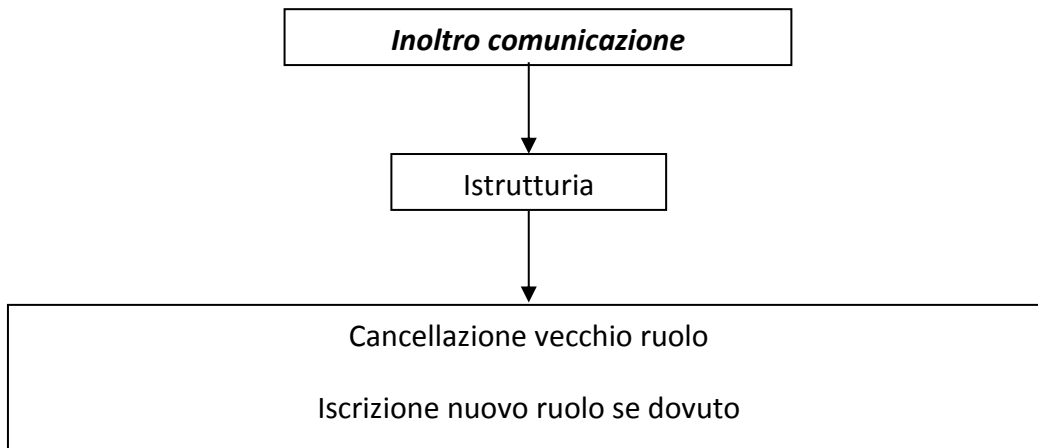 Inoltro comunicazione
Istrutturia
Cancellazione vecchio ruolo
Iscrizione nuovo ruolo se dovuto